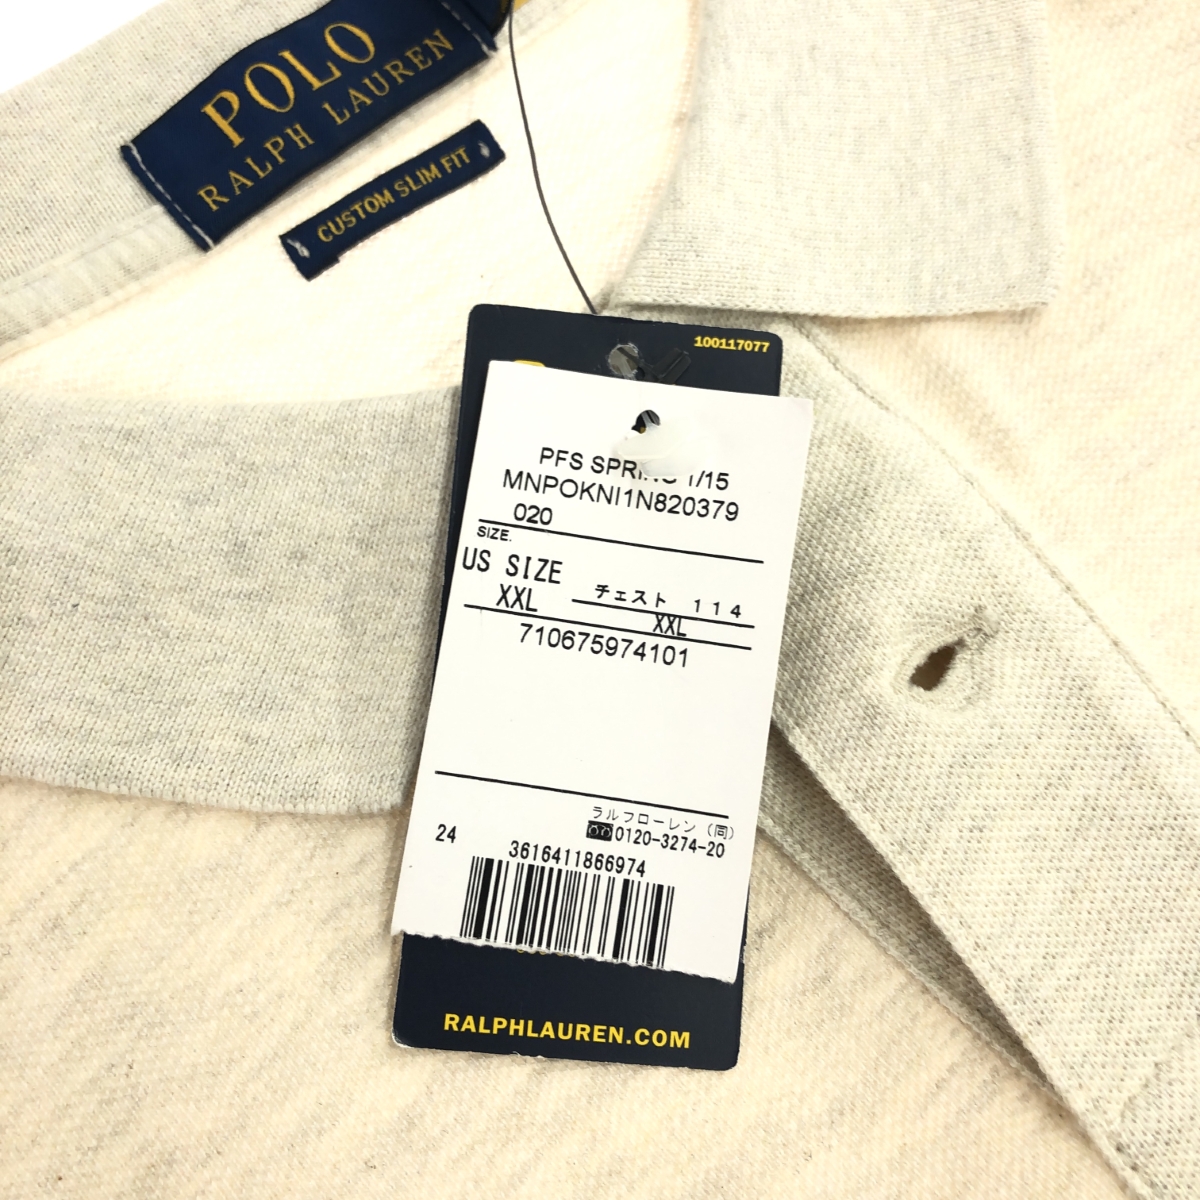 POLO
RALPH LAUREN
CUSTOM SLIM FIT
100117077
PFS 1/15
MNPOKNI1N820379
020
SIZE.
US SIZE
チェスト 114
XXL
XXL
710675974101
ラルフローレン (同)
0120-3274-20
24
3616411866974
RALPHLAUREN.COM